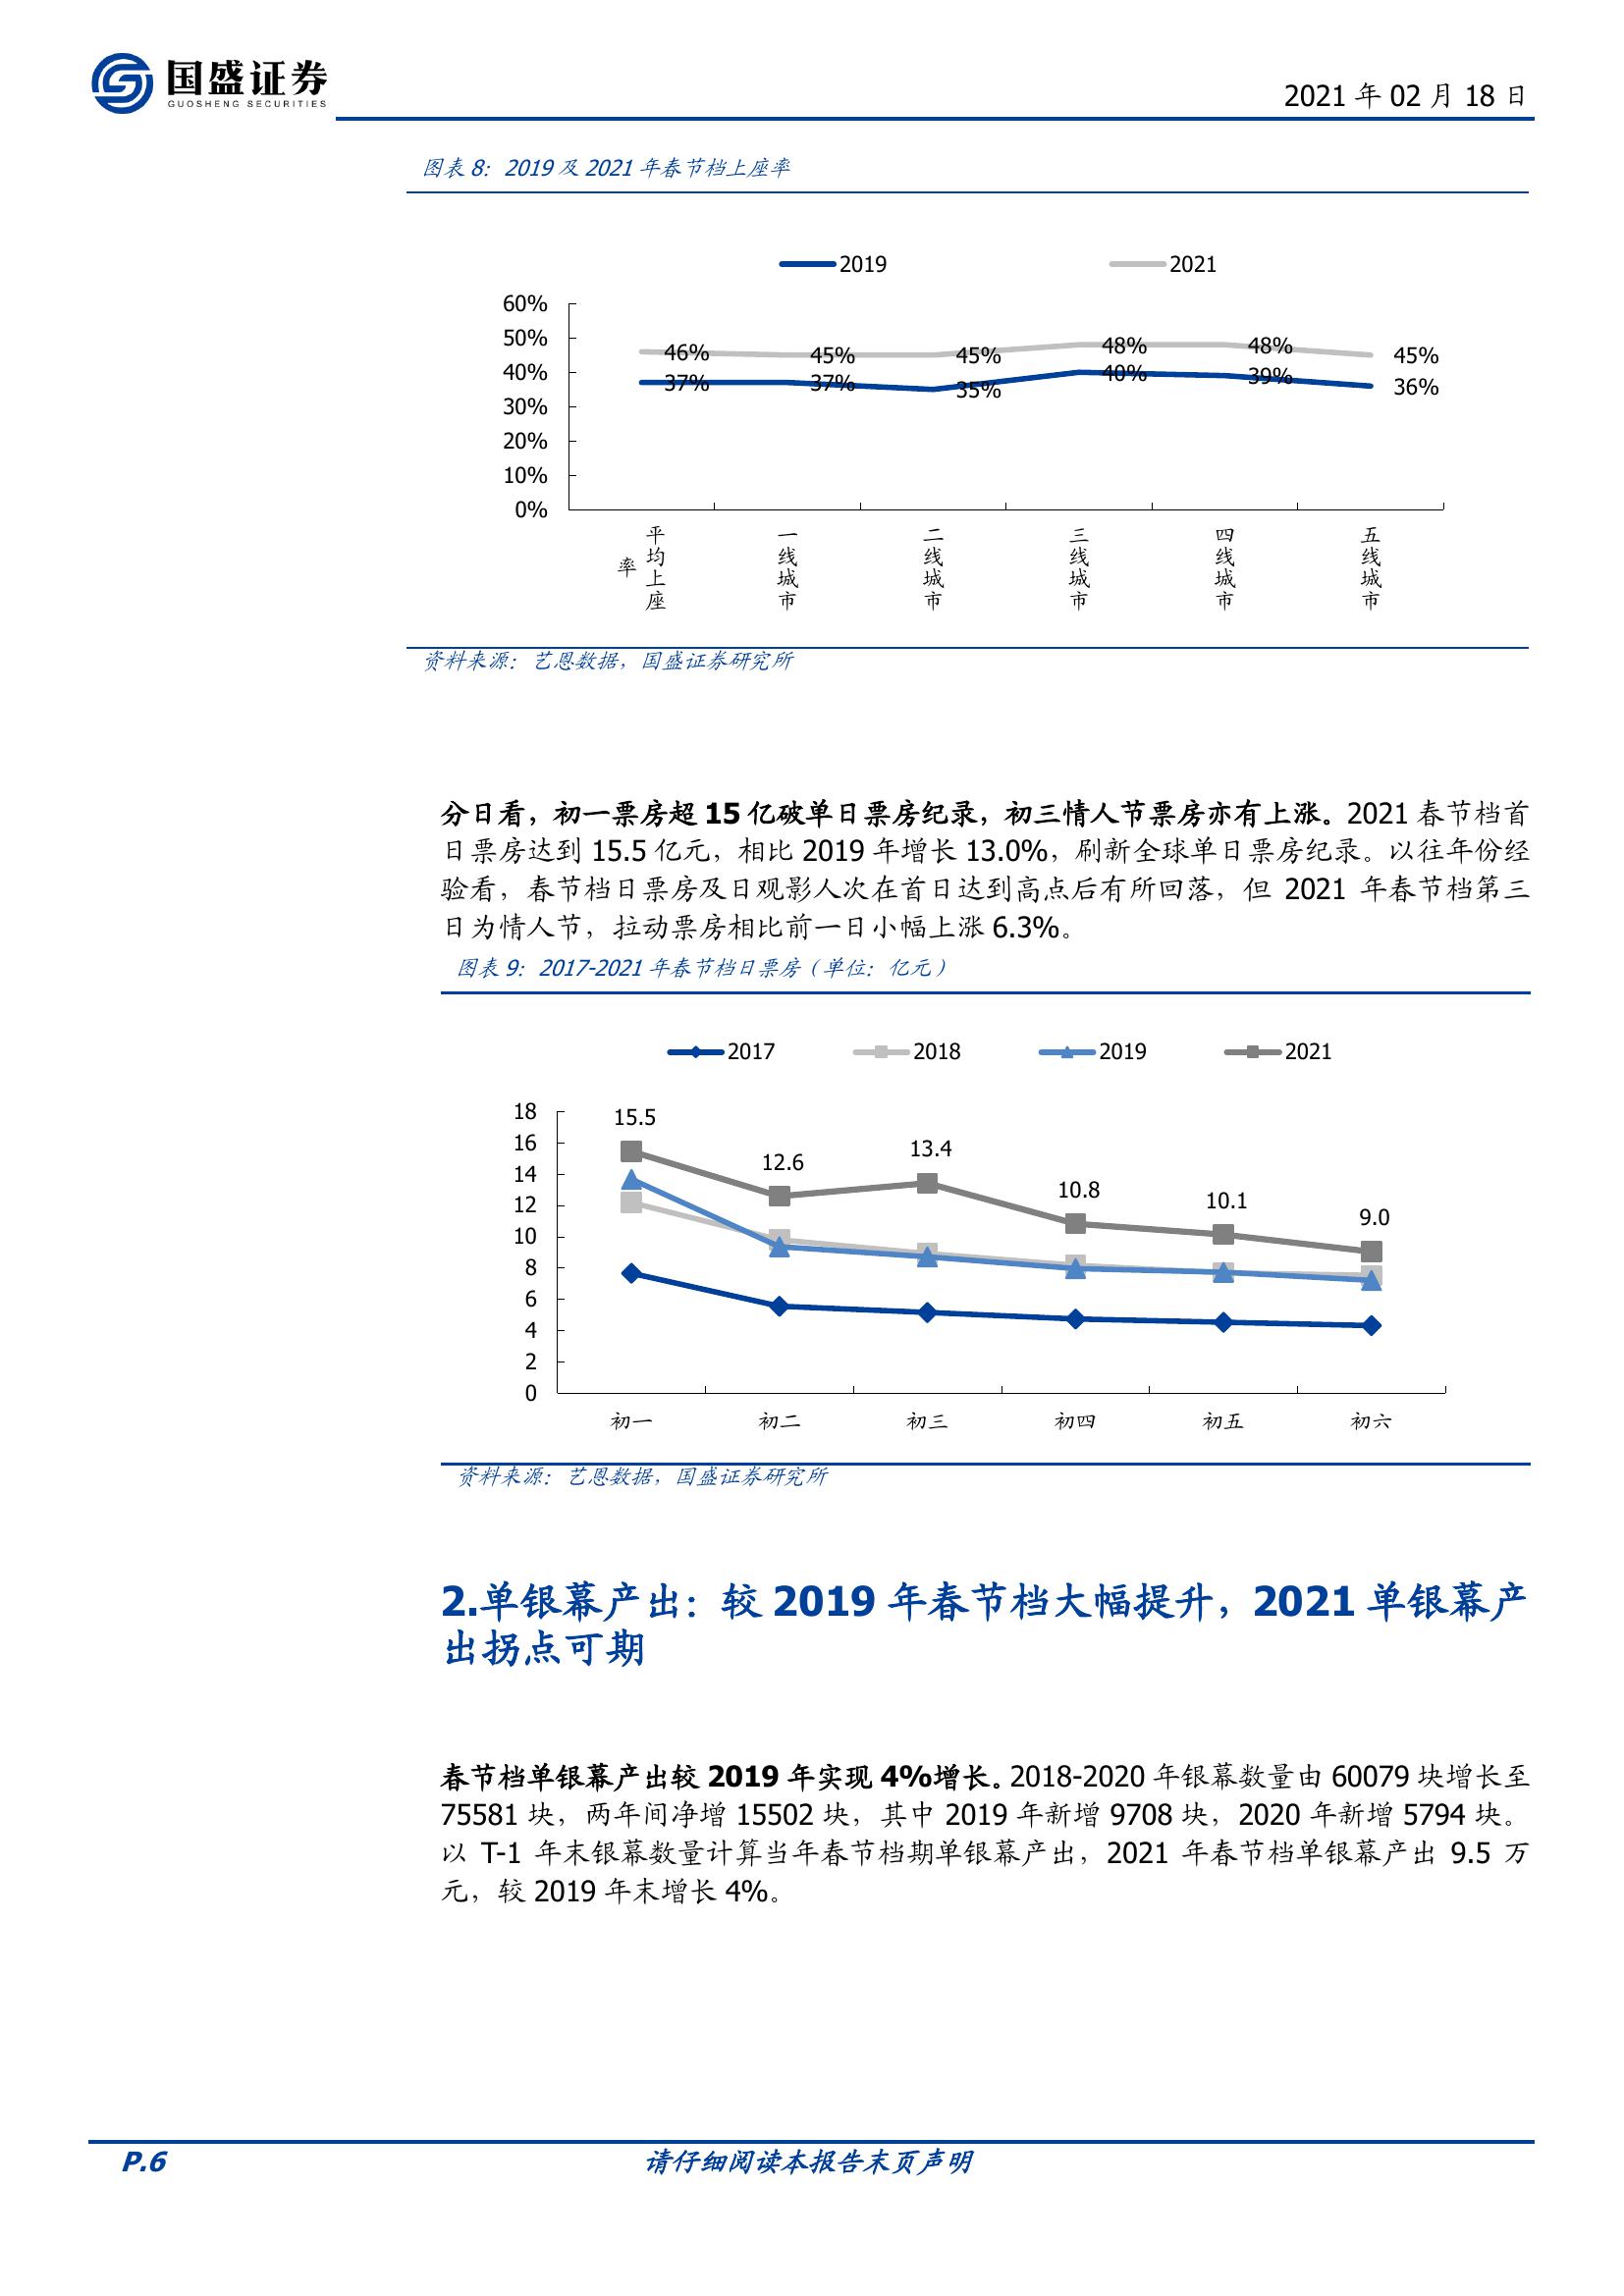 国盛证券
GUOSHENG SECURITIES
2021 年 02 月 18 日
图表 8：2019 及 2021 年春节档上座率
2019
2021
60%
50%
40%
30%
20%
10%
0%
46%
45%
45%
48%
48%
45%
37%
37%
35%
40%
39%
36%
平均上座率
一线城市
二线城市
三线城市
四线城市
五线城市
资料来源：艺恩数据，国盛证券研究所
分日看，初一票房超 15 亿破单日票房纪录，初三情人节票房亦有上涨。2021 春节档首
日票房达到 15.5 亿元，相比 2019 年增长 13.0%，刷新全球单日票房纪录。以往年份经
验看，春节档日票房及日观影人次在首日达到高点后有所回落，但 2021 年春节档第三
日为情人节，拉动票房相比前一日小幅上涨 6.3%。
图表 9：2017-2021 年春节档日票房（单位：亿元）
2017
2018
2019
2021
18
16
14
12
10
8
6
4
2
0
15.5
12.6
13.4
10.8
10.1
9.0
初一
初二
初三
初四
初五
初六
资料来源：艺恩数据，国盛证券研究所
2.单银幕产出：较 2019 年春节档大幅提升，2021 单银幕产
出拐点可期
春节档单银幕产出较 2019 年实现 4%增长。2018-2020 年银幕数量由 60079 块增长至
75581 块，两年间净增 15502 块，其中 2019 年新增 9708 块，2020 年新增 5794 块。
以 T-1 年末银幕数量计算当年春节档期单银幕产出，2021 年春节档单银幕产出 9.5 万
元，较 2019 年末增长 4%。
P.6
请仔细阅读本报告末页声明